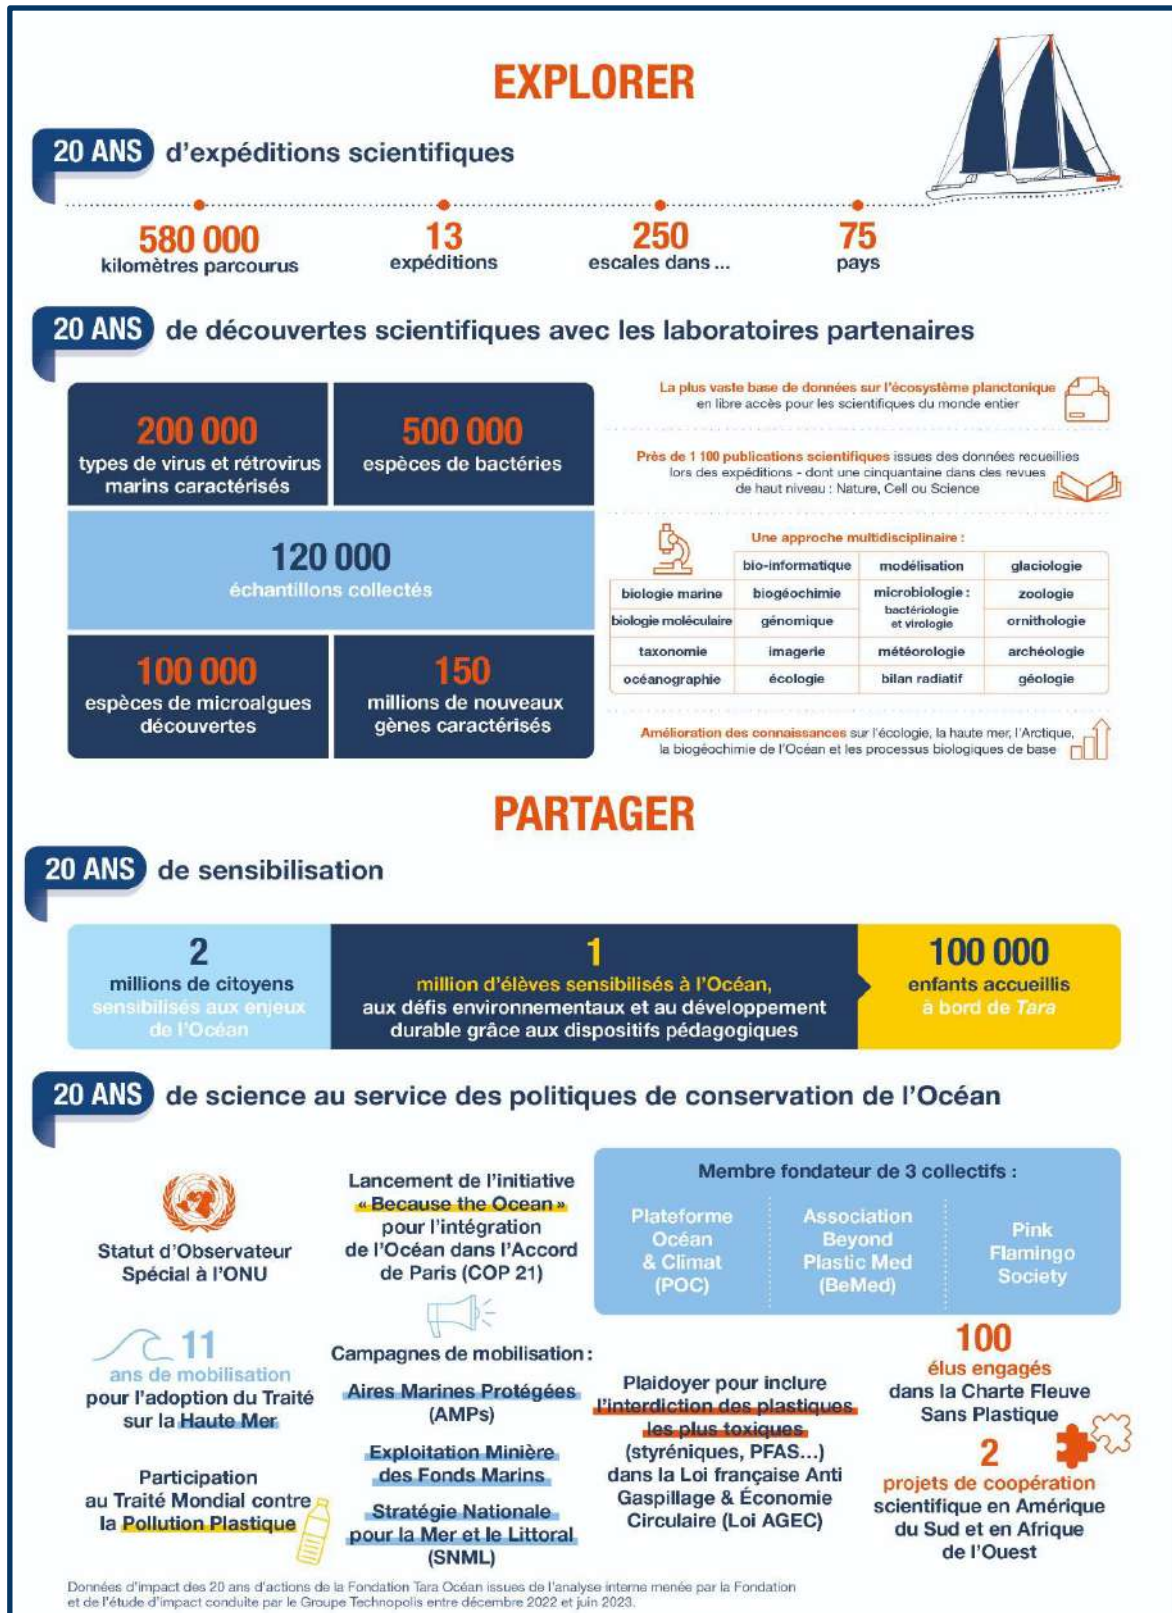 EXPLORER
20 ANS d'expéditions scientifiques
580 000
kilomètres parcourus
13
expéditions
250
escales dans ...
75
pays
20 ANS de découvertes scientifiques avec les laboratoires partenaires
200 000
types de virus et rétrovirus
marins caractérisés
500 000
espèces de bactéries
120 000
échantillons collectés
100 000
espèces de microalgues
découvertes
150
millions de nouveaux
gènes caractérisés
La plus vaste base de données sur l'écosystème planctonique
en libre accès pour les scientifiques du monde entier
Près de 1 100 publications scientifiques issues des données recueillies
lors des expéditions - dont une cinquantaine dans des revues
de haut niveau : Nature, Cell ou Science
Une approche multidisciplinaire :
bio-informatique modélisation glaciologie
biologie marine biogéochimie microbiologie : zoologie
bactériologie
et virologie
biologie moléculaire génomique ornithologie
taxonomie imagerie météorologie archéologie
océanographie écologie bilan radiatif géologie
Amélioration des connaissances sur l'écologie, la haute mer, l'Arctique,
la biogéochimie de l'Océan et les processus biologiques de base
PARTAGER
20 ANS de sensibilisation
2
millions de citoyens
sensibilisés aux enjeux
de l'Océan
1
million d'élèves sensibilisés à l'Océan,
aux défis environnementaux et au développement
durable grâce aux dispositifs pédagogiques
100 000
enfants accueillis
à bord de Tara
20 ANS de science au service des politiques de conservation de l'Océan
Statut d'Observateur
Spécial à l'ONU
Lancement de l'initiative
« Because the Ocean »
pour l'intégration
de l'Océan dans l'Accord
de Paris (COP 21)
Membre fondateur de 3 collectifs :
Plateforme
Océan
& Climat
(POC)
Association
Beyond
Plastic Med
(BeMed)
Pink
Flamingo
Society
11
ans de mobilisation
pour l'adoption du Traité
sur la Haute Mer
Participation
au Traité Mondial contre
la Pollution Plastique
Campagnes de mobilisation :
Aires Marines Protégées
(AMPs)
Exploitation Minière
des Fonds Marins
Stratégie Nationale
pour la Mer et le Littoral
(SNML)
Plaidoyer pour inclure
l'interdiction des plastiques
les plus toxiques
(styréniques, PFAS...)
dans la Loi française Anti
Gaspillage & Économie
Circulaire (Loi AGEC)
100
élus engagés
dans la Charte Fleuve
Sans Plastique
2
projets de coopération
scientifique en Amérique
du Sud et en Afrique
de l'Ouest
Données d'impact des 20 ans d'actions de la Fondation Tara Océan issues de l'analyse interne menée par la Fondation
et de l'étude d'impact conduite par le Groupe Technopolis entre décembre 2022 et juin 2023.